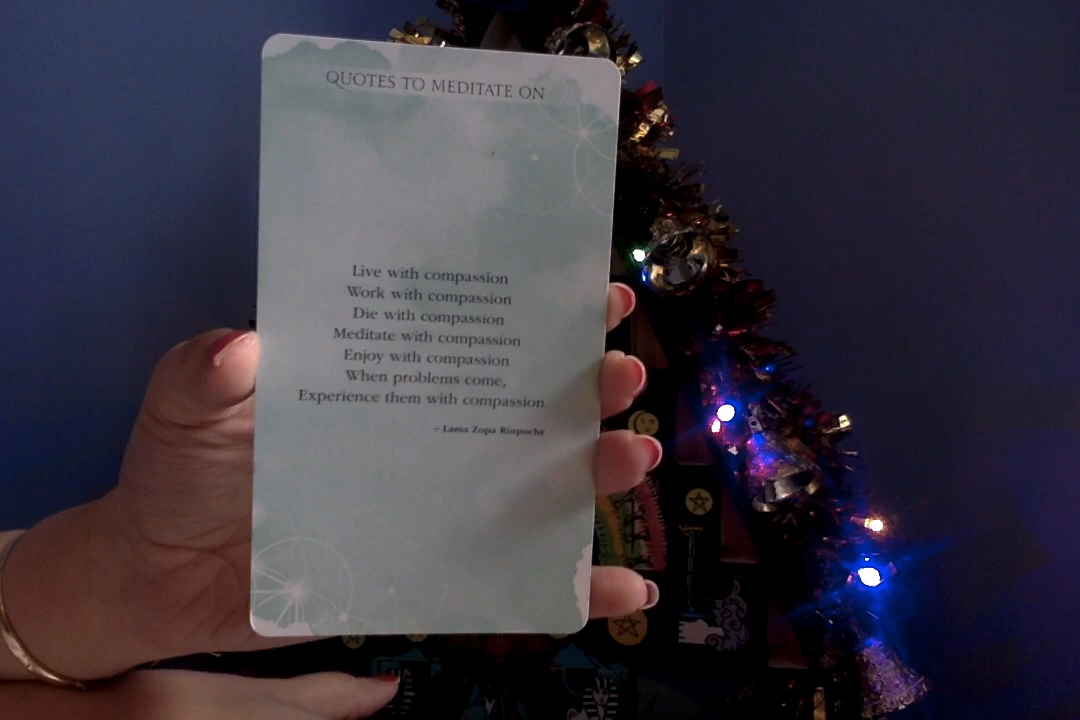 QUOTES TO MEDITATE ON
Live with compassion
Work with compassion
Die with compassion
Meditate with compassion
Enjoy with compassion
When problems come,
Experience them with compassion.
– Lama Zopa Rinpoche